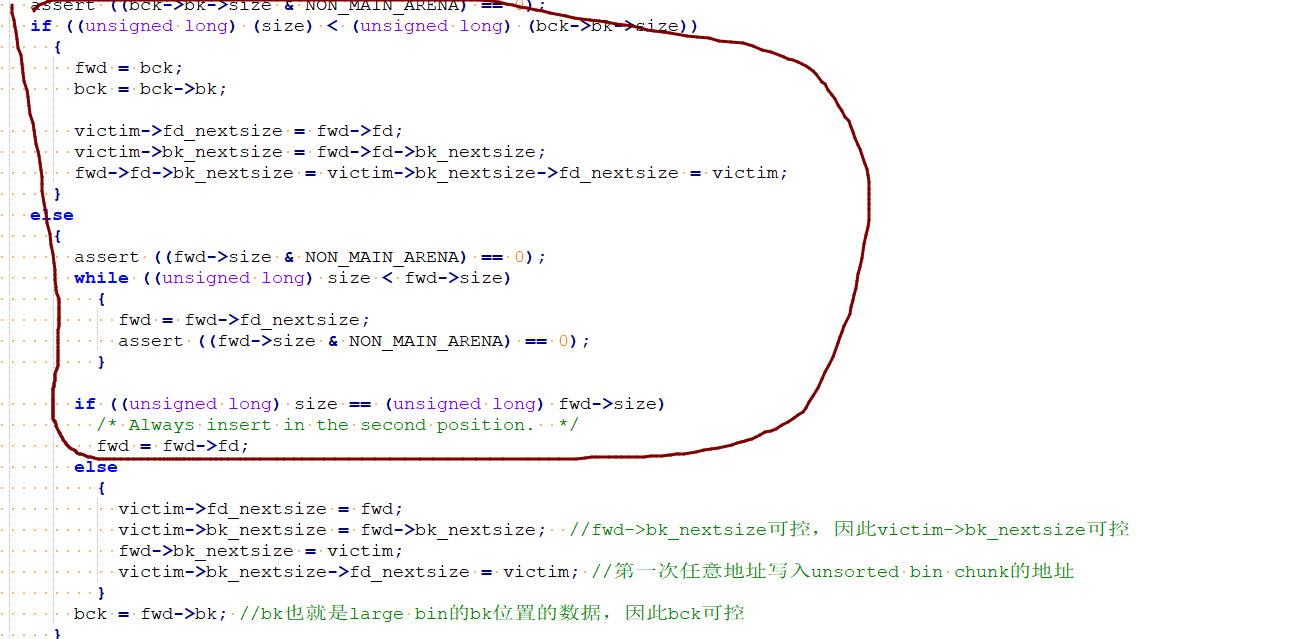 assert ((bck->bk->size & NON_MAIN_ARENA) == 0);
if ((unsigned long) (size) < (unsigned long) (bck->bk->size))
{
fwd = bck;
bck = bck->bk;
victim->fd_nextsize = fwd->fd;
victim->bk_nextsize = fwd->fd->bk_nextsize;
fwd->fd->bk_nextsize = victim->bk_nextsize->fd_nextsize = victim;
}
else
{
assert ((fwd->size & NON_MAIN_ARENA) == 0);
while ((unsigned long) size < fwd->size)
{
fwd = fwd->fd_nextsize;
assert ((fwd->size & NON_MAIN_ARENA) == 0);
}
if ((unsigned long) size == (unsigned long) fwd->size)
/* Always insert in the second position.  */
fwd = fwd->fd;
else
{
victim->fd_nextsize = fwd;
victim->bk_nextsize = fwd->bk_nextsize;  //fwd->bk_nextsize可控，因此victim->bk_nextsize可控
fwd->bk_nextsize = victim;
victim->bk_nextsize->fd_nextsize = victim; //第一次任意地址写入unsorted bin chunk的地址
}
bck = fwd->bk; //bk也就是large bin的bk位置的数据，因此bck可控
}